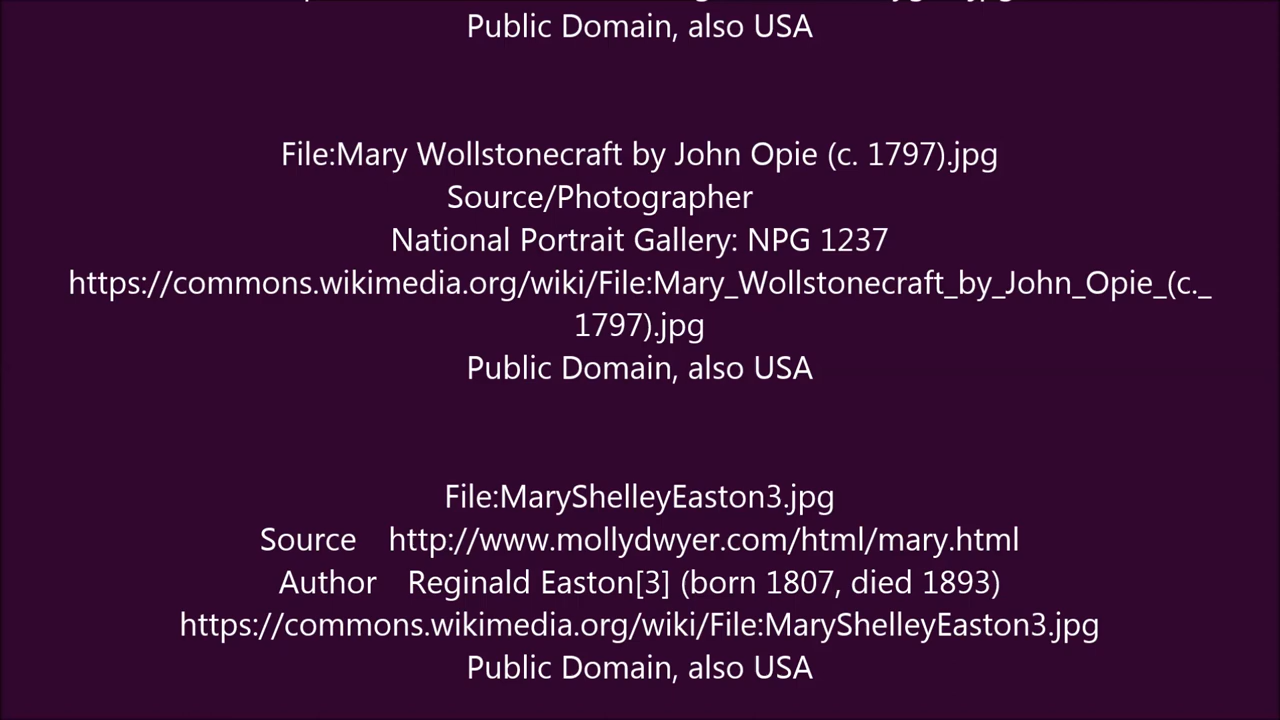 Public Domain, also USA
File:Mary Wollstonecraft by John Opie (c. 1797).jpg
Source/Photographer
National Portrait Gallery: NPG 1237
https://commons.wikimedia.org/wiki/File:Mary_Wollstonecraft_by_John_Opie_(c._
1797).jpg
Public Domain, also USA
File:MaryShelleyEaston3.jpg
Source http://www.mollydwyer.com/html/mary.html
Author Reginald Easton[3] (born 1807, died 1893)
https://commons.wikimedia.org/wiki/File:MaryShelleyEaston3.jpg
Public Domain, also USA